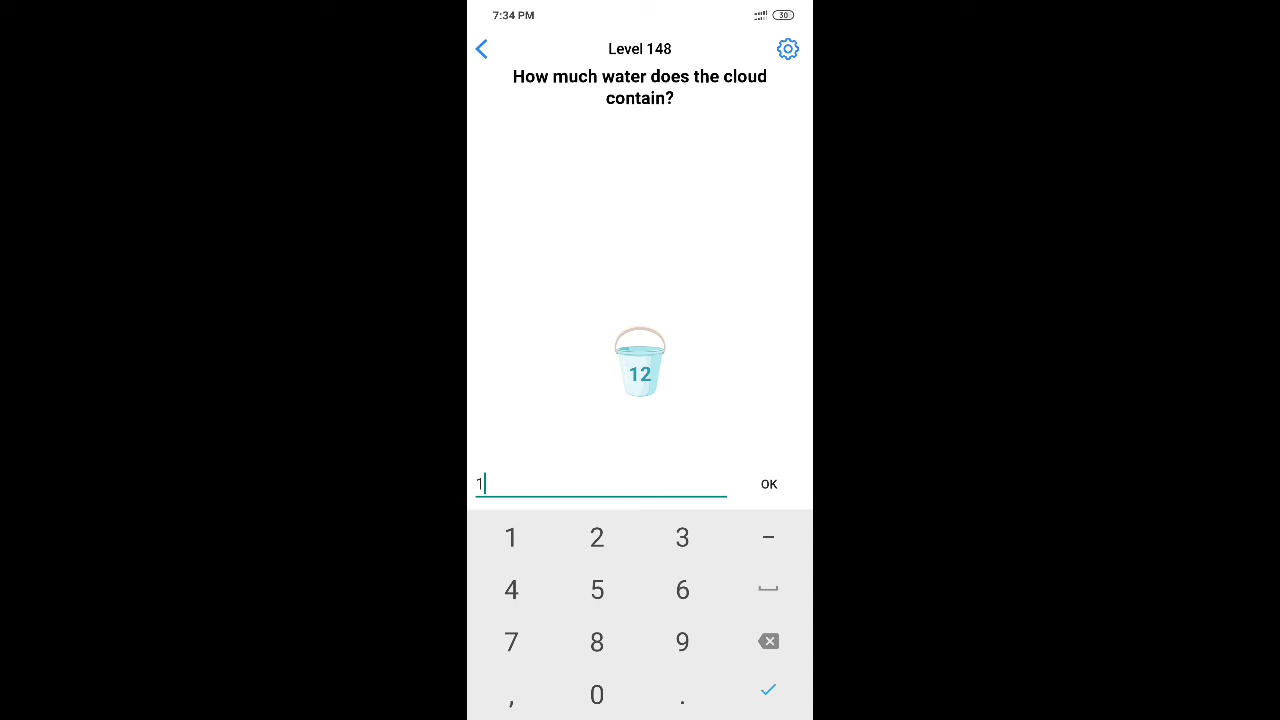 7:34 PM
30
Level 148
How much water does the cloud
contain?
12
1
OK
1 2 3 −
4 5 6
7 8 9
, 0 .